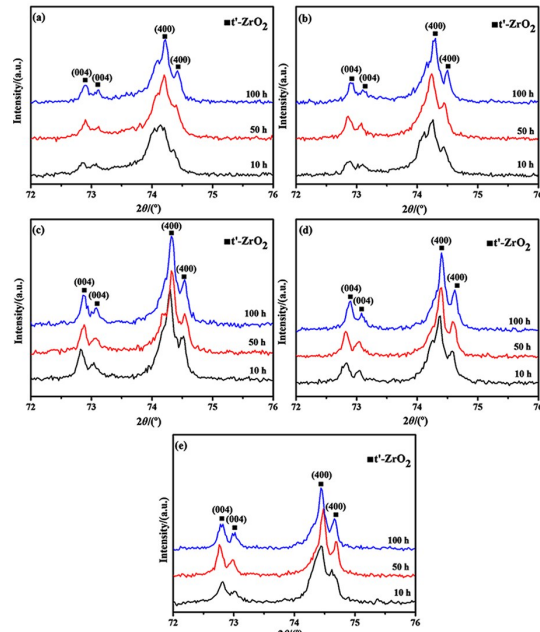 (a)
(400)
■t'-ZrO2
(400)
(004)
(004)
100 h
50 h
10 h
Intensity/(a.u.)
72 73 74 75 76
2θ/(°)
(b)
(400)
■t'-ZrO2
(400)
(004)
(004)
100 h
50 h
10 h
Intensity/(a.u.)
72 73 74 75 76
2θ/(°)
(c)
(400)
■t'-ZrO2
(400)
(004)
(004)
100 h
50 h
10 h
Intensity/(a.u.)
72 73 74 75 76
2θ/(°)
(d)
(400)
■t'-ZrO2
(400)
(004)
(004)
100 h
50 h
10 h
Intensity/(a.u.)
72 73 74 75 76
2θ/(°)
(e)
(400)
■t'-ZrO2
(400)
(004)
(004)
100 h
50 h
10 h
Intensity/(a.u.)
72 73 74 75 76